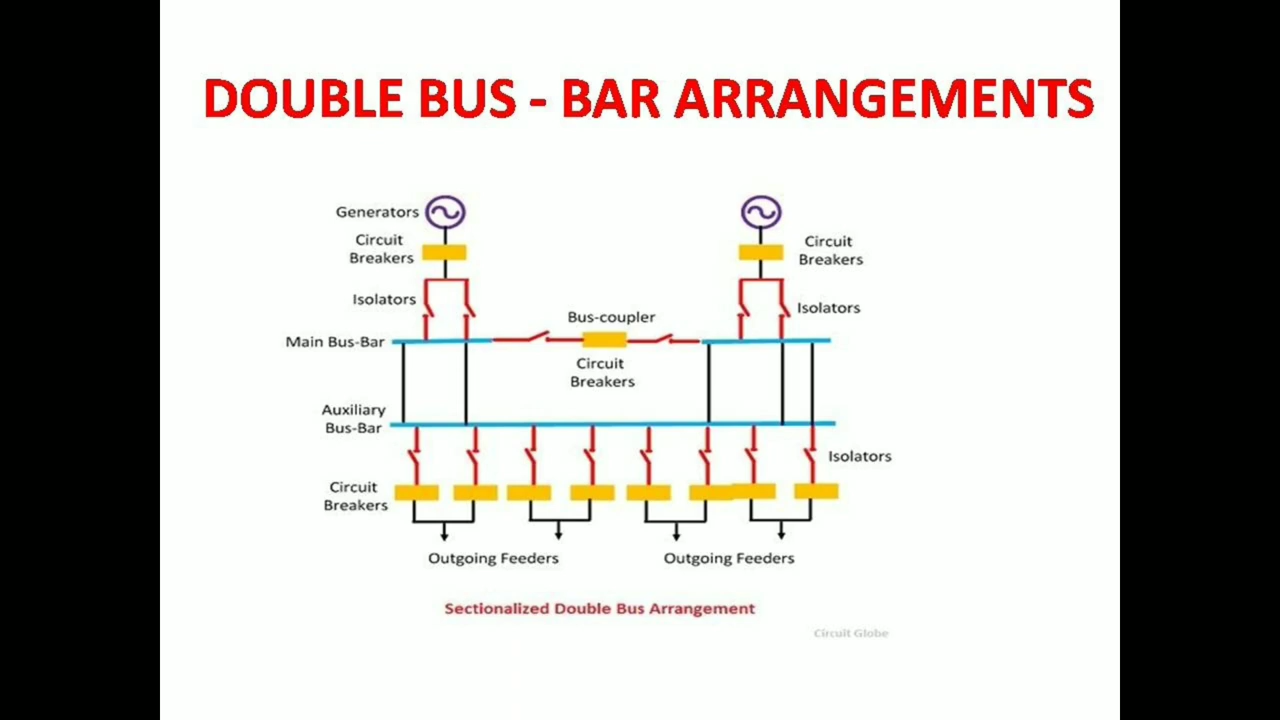 DOUBLE BUS - BAR ARRANGEMENTS
Generators
Circuit
Breakers
Circuit
Breakers
Isolators
Isolators
Bus-coupler
Main Bus-Bar
Circuit
Breakers
Auxiliary
Bus-Bar
Isolators
Circuit
Breakers
Outgoing Feeders
Outgoing Feeders
Sectionalized Double Bus Arrangement
Circuit Globe